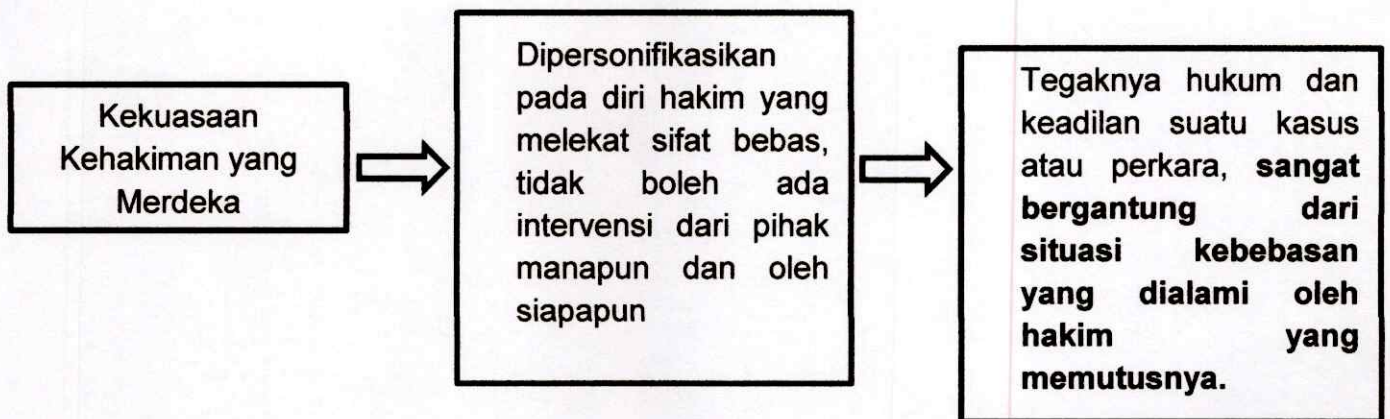 Kekuasaan
Kehakiman yang
Merdeka
Dipersonifikasikan
pada diri hakim yang
melekat sifat bebas,
tidak boleh ada
intervensi dari pihak
manapun dan oleh
siapapun
Tegaknya hukum dan
keadilan suatu kasus
atau perkara, sangat
bergantung dari
situasi kebebasan
yang dialami oleh
hakim yang
memutusnya.